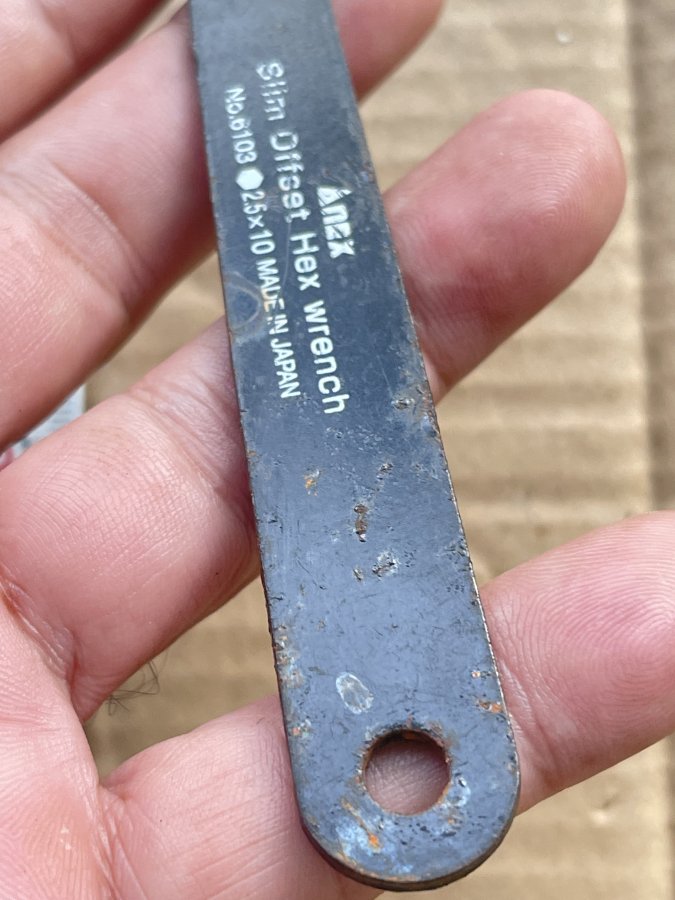 ANEX
Slim Offset Hex wrench
No.6103 ⬢2.5×10 MADE IN JAPAN